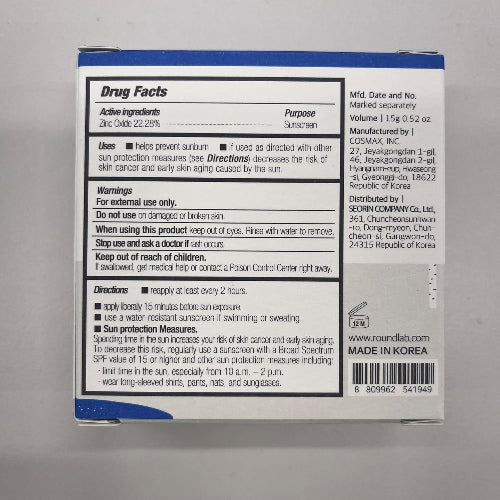 Drug Facts
Active ingredients Purpose
Zinc Oxide 22.28% Sunscreen
Uses ■ helps prevent sunburn ■ if used as directed with other
sun protection measures (see Directions) decreases the risk of
skin cancer and early skin aging caused by the sun.
Warnings
For external use only.
Do not use on damaged or broken skin.
When using this product keep out of eyes. Rinse with water to remove.
Stop use and ask a doctor if rash occurs.
Keep out of reach of children.
If swallowed, get medical help or contact a Poison Control Center right away.
Directions ■ reapply at least every 2 hours.
■ apply liberally 15 minutes before sun exposure.
■ use a water-resistant sunscreen if swimming or sweating.
■ Sun protection Measures.
Spending time in the sun increases your risk of skin cancer and early skin aging.
To decrease this risk, regularly use a sunscreen with a Broad Spectrum
SPF value of 15 or higher and other sun protection measures including:
- limit time in the sun, especially from 10 a.m. – 2 p.m.
- wear long-sleeved shirts, pants, nats, and sunglasses.
Mfd. Date and No.
Marked separately
Volume | 15g 0.52 oz.
Manufactured by |
COSMAX, INC.
27, Jeyakgongdan 1-gil,
46, Jeyakgongdan 2-gil,
Hyangnam-eup, Hwaseong
-si, Gyeonggi-do, 18622
Republic of Korea
Distributed by |
SEORIN COMPANY Co., Ltd.,
361, Chuncheonsunhwan
-ro, Dong-myeon, Chun-
cheon-si, Gangwon-do,
24315 Republic of Korea
12 M
www.roundlab.com
MADE IN KOREA
8 809962 541949